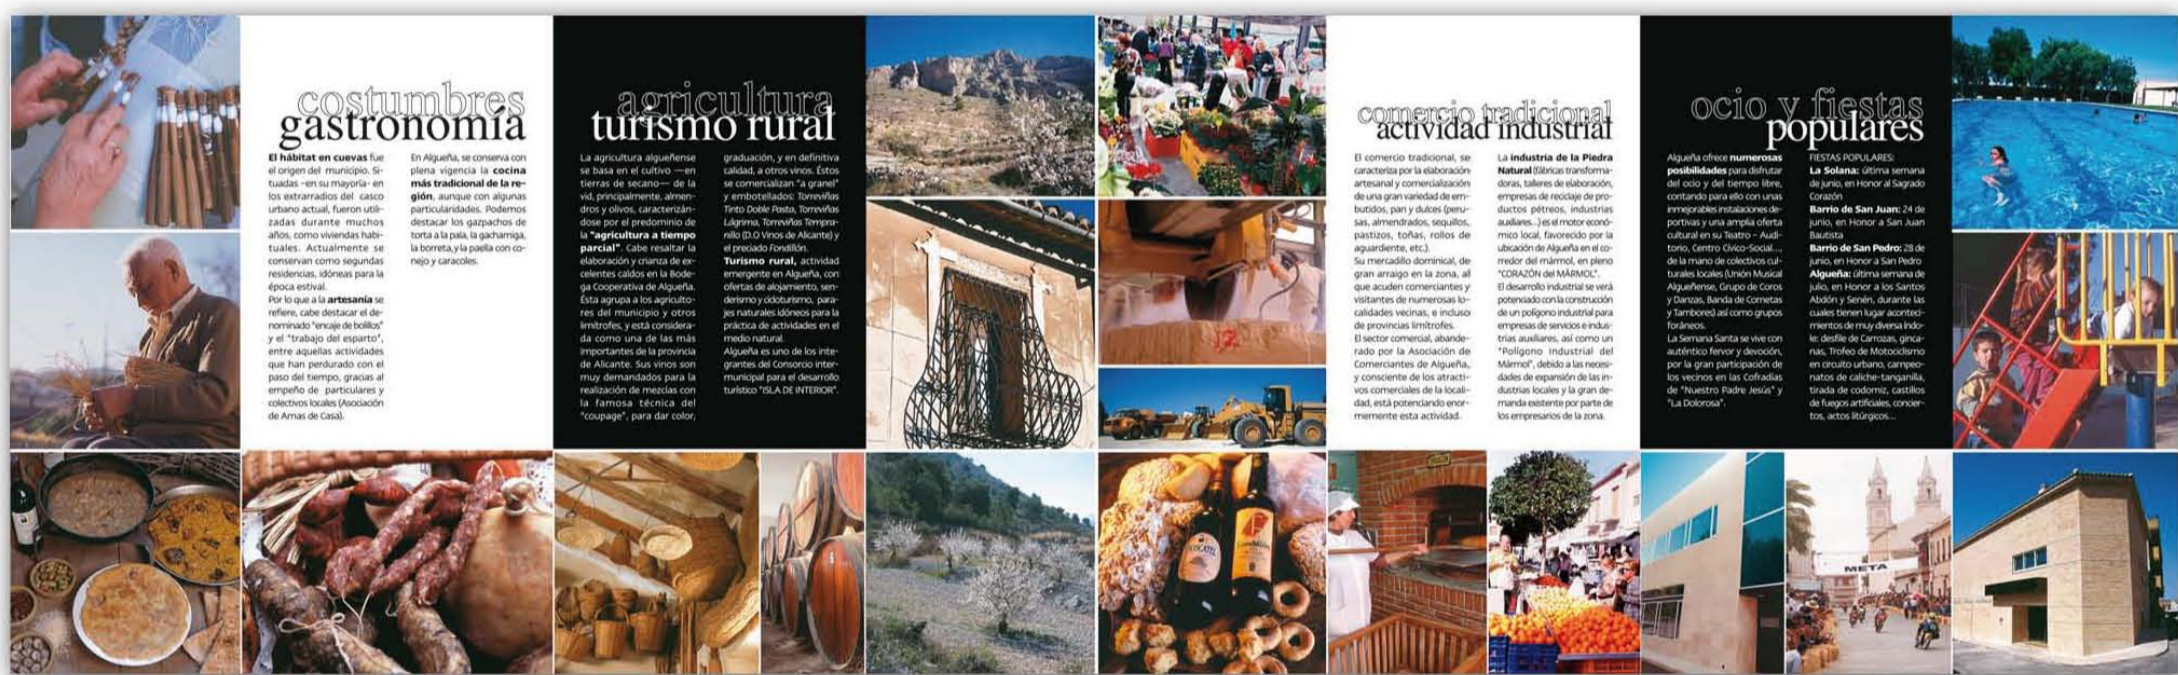 costumbres
gastronomía
El hábitat en cuevas fue
el origen del municipio. Si-
tuadas -en su mayoría- en
los extrarradios del casco
urbano actual, fueron utili-
zadas durante muchos
años, como viviendas habi-
tuales. Actualmente se
conservan como segundas
residencias, idóneas para la
época estival.
Por lo que a la artesanía se
refiere, cabe destacar el de-
nominado "encaje de bolillos"
y el "trabajo del esparto",
entre aquellas actividades
que han perdurado con el
paso del tiempo, gracias al
empeño de particulares y
colectivos locales (Asociación
de Amas de Casa).
En Algueña, se conserva con
plena vigencia la cocina
más tradicional de la re-
gión, aunque con algunas
particularidades. Podemos
destacar los gazpachos de
torta a la pala, la gachamiga,
la borreta, y la paella con co-
nejo y caracoles.
agricultura
turismo rural
La agricultura algueñense
se basa en el cultivo —en
tierras de secano— de la
vid, principalmente, almen-
dros y olivos, caracterizán-
dose por el predominio de
la "agricultura a tiempo
parcial". Cabe resaltar la
elaboración y crianza de ex-
celentes caldos en la Bode-
ga Cooperativa de Algueña.
Ésta agrupa a los agriculto-
res del municipio y otros
limítrofes, y está considera-
da como una de las más
importantes de la provincia
de Alicante. Sus vinos son
muy demandados para la
realización de mezclas con
la famosa técnica del
"coupage", para dar color,
graduación, y en definitiva
calidad, a otros vinos. Éstos
se comercializan "a granel"
y embotellados: Torreviñas
Tinto Doble Pasta, Torreviñas
Lágrima, Torreviñas Tempra-
nillo (D.O Vinos de Alicante) y
el preciado Fondillón.
Turismo rural, actividad
emergente en Algueña, con
ofertas de alojamiento, sen-
derismo y cicloturismo, para-
jes naturales idóneos para la
práctica de actividades en el
medio natural.
Algueña es uno de los inte-
grantes del Consorcio inter-
municipal para el desarrollo
turístico "ISLA DE INTERIOR".
12
comercio tradicional
actividad industrial
El comercio tradicional, se
caracteriza por la elaboración
artesanal y comercialización
de una gran variedad de em-
butidos, pan y dulces (peru-
sas, almendrados, sequillos,
pastizos, toñas, rollos de
aguardiente, etc.).
Su mercadillo dominical, de
gran arraigo en la zona, al
que acuden comerciantes y
visitantes de numerosas lo-
calidades vecinas, e incluso
de provincias limítrofes.
El sector comercial, abande-
rado por la Asociación de
Comerciantes de Algueña,
y consciente de los atracti-
vos comerciales de la locali-
dad, está potenciando enor-
memente esta actividad.
La industria de la Piedra
Natural (fábricas transforma-
doras, talleres de elaboración,
empresas de reciclaje de pro-
ductos pétreos, industrias
auxiliares...) es el motor econó-
mico local, favorecido por la
ubicación de Algueña en el co-
rredor del mármol, en pleno
"CORAZÓN del MÁRMOL".
El desarrollo industrial se verá
potenciado con la construcción
de un polígono industrial para
empresas de servicios e indus-
trias auxiliares, así como un
"Polígono Industrial del
Mármol", debido a las necesi-
dades de expansión de las in-
dustrias locales y la gran de-
manda existente por parte de
los empresarios de la zona.
ocio y fiestas
populares
Algueña ofrece numerosas
posibilidades para disfrutar
del ocio y del tiempo libre,
contando para ello con unas
inmejorables instalaciones de-
portivas y una amplia oferta
cultural en su Teatro - Audi-
torio, Centro Cívico-Social...,
de la mano de colectivos cul-
turales locales (Unión Musical
Algueñense, Grupo de Coros
y Danzas, Banda de Cornetas
y Tambores) así como grupos
foráneos.
La Semana Santa se vive con
auténtico fervor y devoción,
por la gran participación de
los vecinos en las Cofradías
de "Nuestro Padre Jesús" y
"La Dolorosa".
FIESTAS POPULARES:
La Solana: última semana
de junio, en Honor al Sagrado
Corazón
Barrio de San Juan: 24 de
junio, en Honor a San Juan
Bautista
Barrio de San Pedro: 28 de
junio, en Honor a San Pedro
Algueña: última semana de
julio, en Honor a los Santos
Abdón y Senén, durante las
cuales tienen lugar aconteci-
mientos de muy diversa índo-
le: desfile de Carrozas, ginca-
nas, Trofeo de Motociclismo
en circuito urbano, campeo-
natos de caliche-tanganilla,
tirada de codorniz, castillos
de fuegos artificiales, concier-
tos, actos litúrgicos...
META